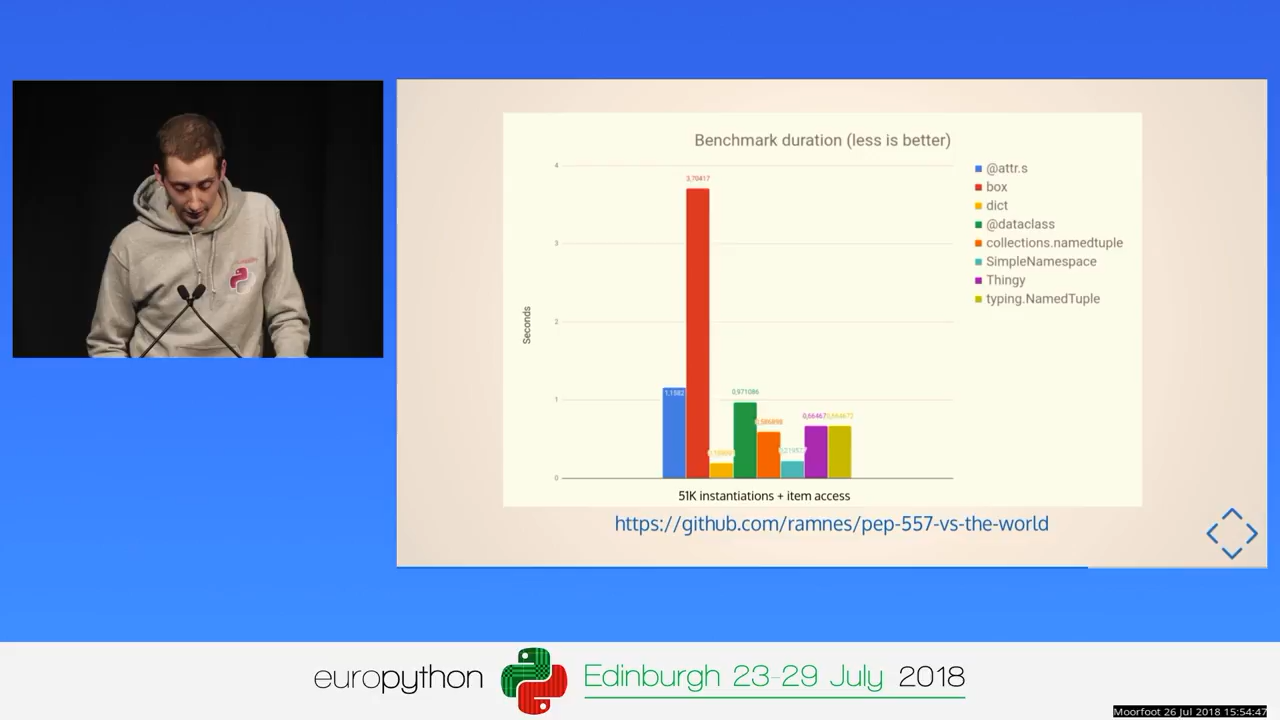 Benchmark duration (less is better)
4
3
2
1
0
Seconds
3,70417
1,1582
0,971086
@attr.s
box
dict
@dataclass
collections.namedtuple
SimpleNamespace
Thingy
typing.NamedTuple
51K instantiations + item access
https://github.com/ramnes/pep-557-vs-the-world
europython
Edinburgh 23-29 July 2018
Moorfoot 26 Jul 2018 15:54:47